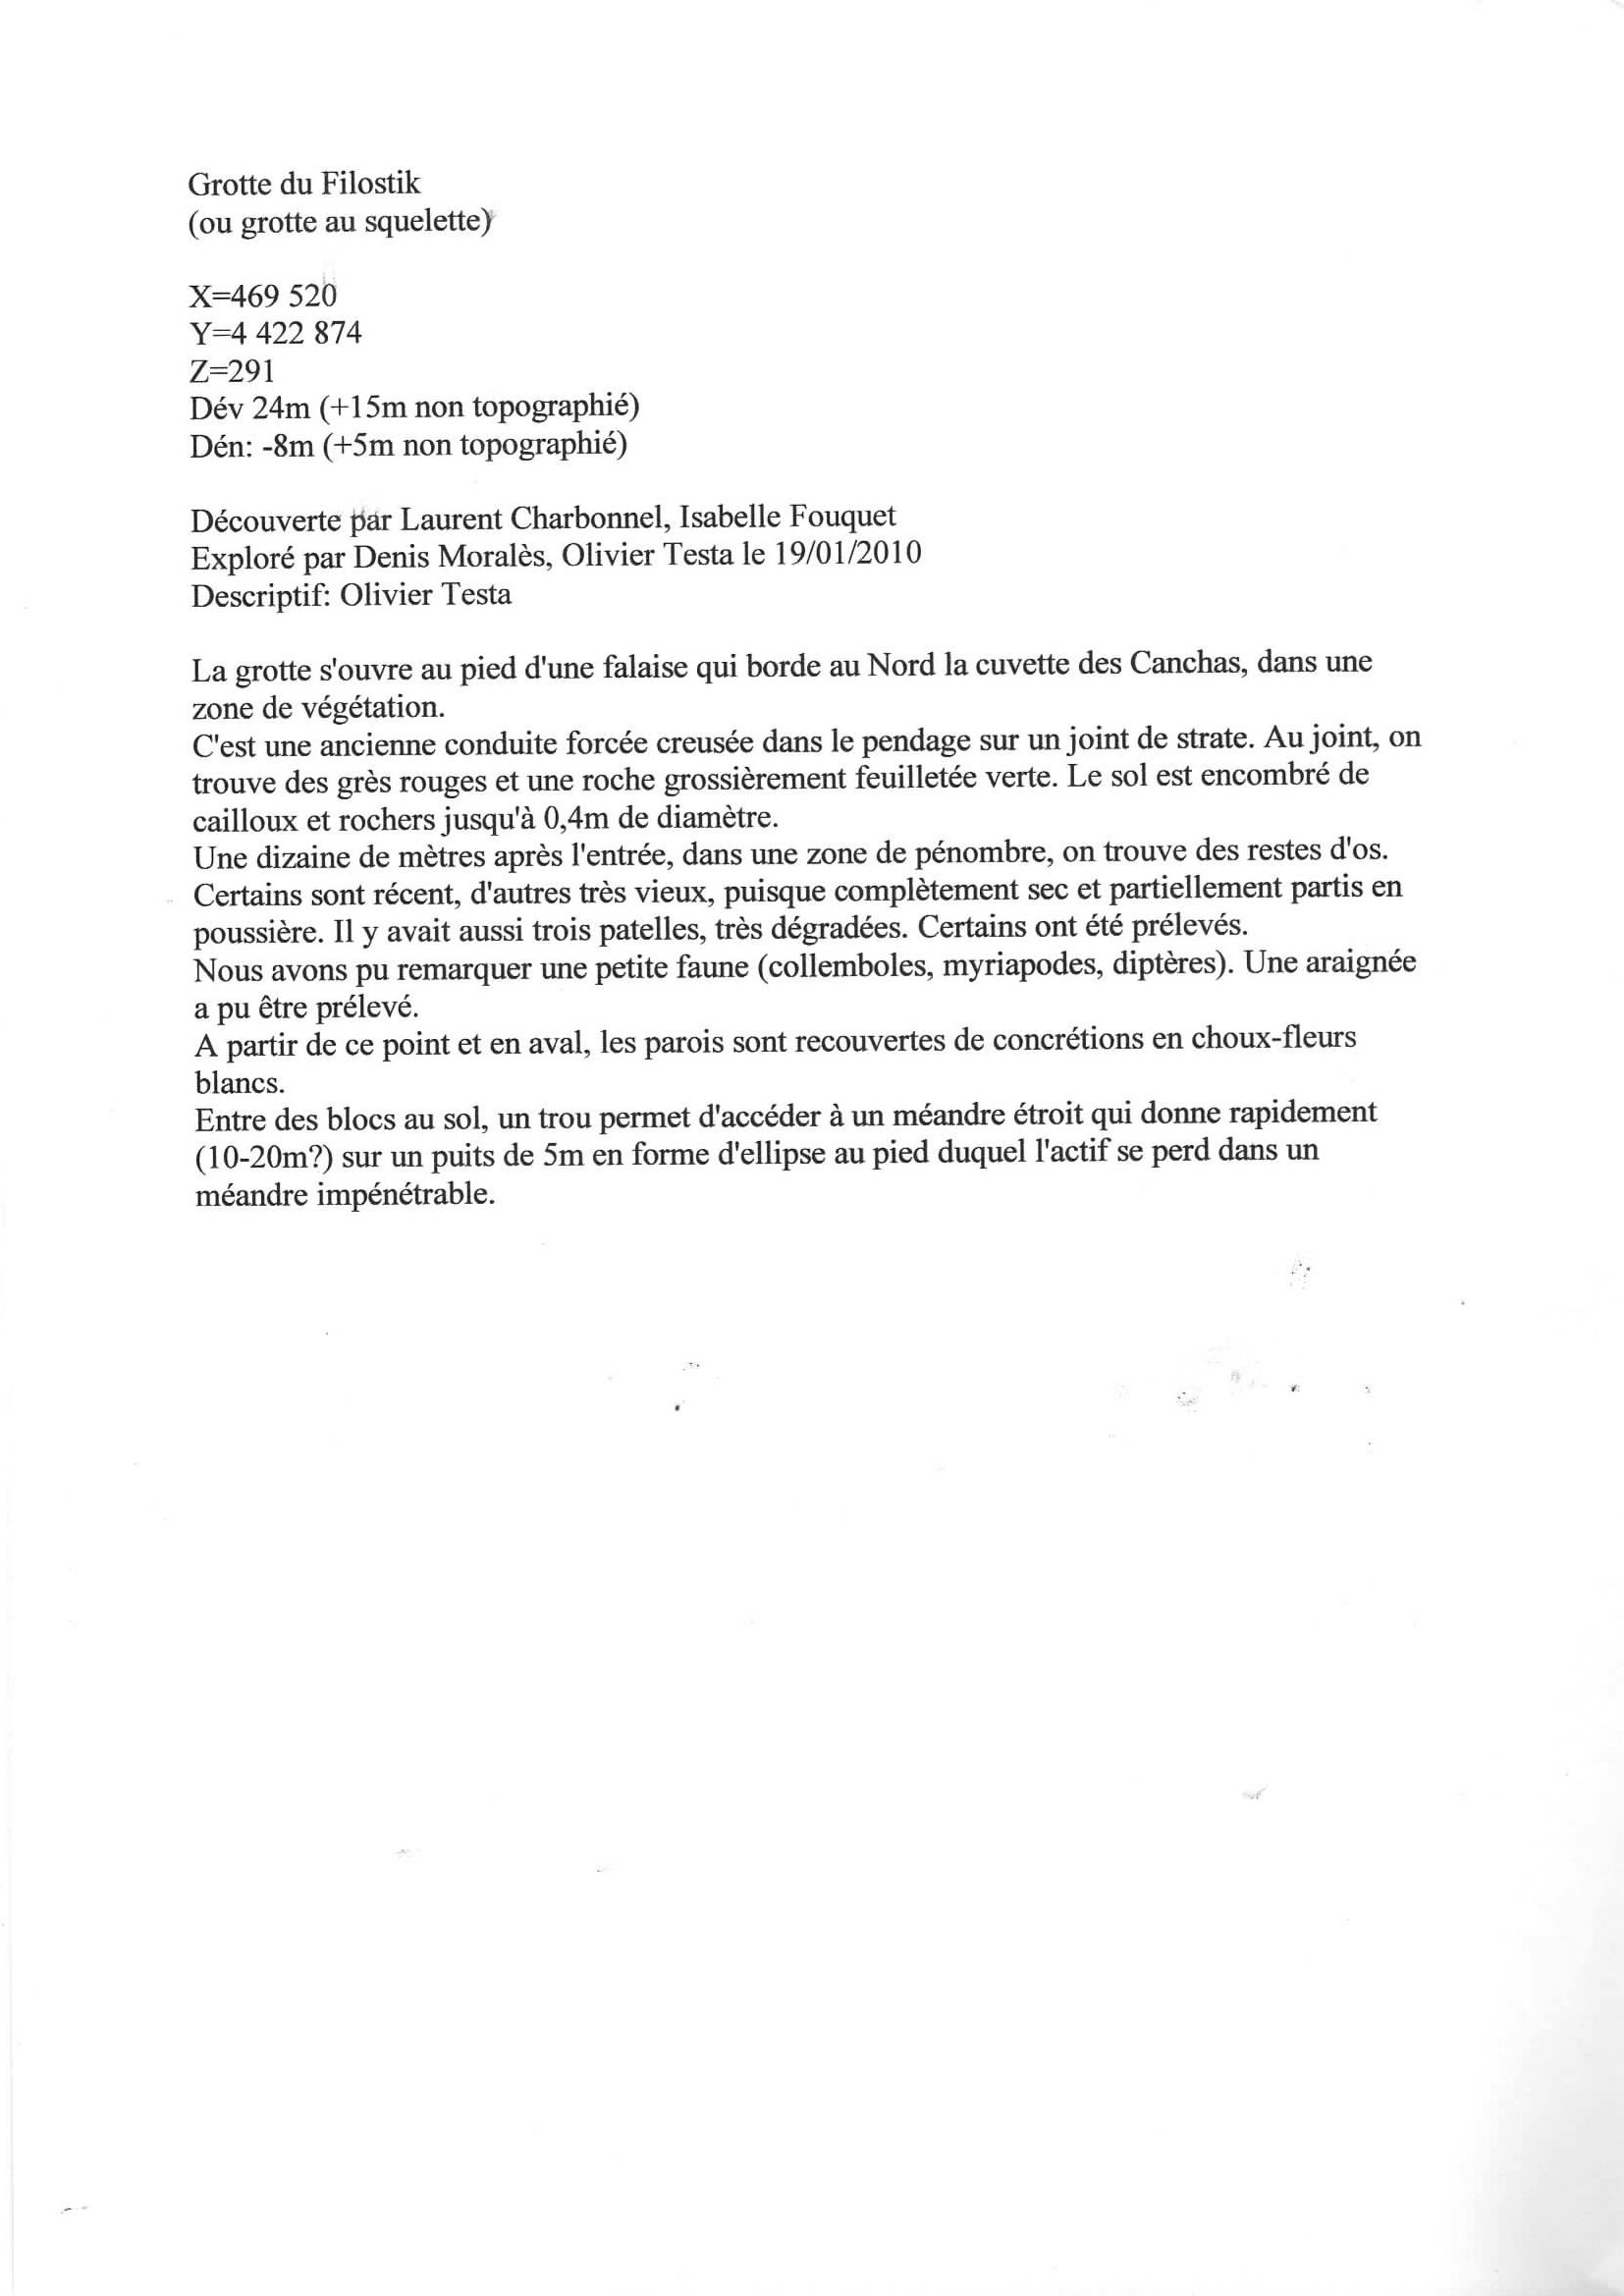 Grotte du Filostik
(ou grotte au squelette)
X=469 520
Y=4 422 874
Z=291
Dév 24m (+15m non topographié)
Dén: -8m (+5m non topographié)
Découverte par Laurent Charbonnel, Isabelle Fouquet
Exploré par Denis Moralès, Olivier Testa le 19/01/2010
Descriptif: Olivier Testa
La grotte s'ouvre au pied d'une falaise qui borde au Nord la cuvette des Canchas, dans une
zone de végétation.
C'est une ancienne conduite forcée creusée dans le pendage sur un joint de strate. Au joint, on
trouve des grès rouges et une roche grossièrement feuilletée verte. Le sol est encombré de
cailloux et rochers jusqu'à 0,4m de diamètre.
Une dizaine de mètres après l'entrée, dans une zone de pénombre, on trouve des restes d'os.
Certains sont récent, d'autres très vieux, puisque complètement sec et partiellement partis en
poussière. Il y avait aussi trois patelles, très dégradées. Certains ont été prélevés.
Nous avons pu remarquer une petite faune (collemboles, myriapodes, diptères). Une araignée
a pu être prélevé.
A partir de ce point et en aval, les parois sont recouvertes de concrétions en choux-fleurs
blancs.
Entre des blocs au sol, un trou permet d'accéder à un méandre étroit qui donne rapidement
(10-20m?) sur un puits de 5m en forme d'ellipse au pied duquel l'actif se perd dans un
méandre impénétrable.